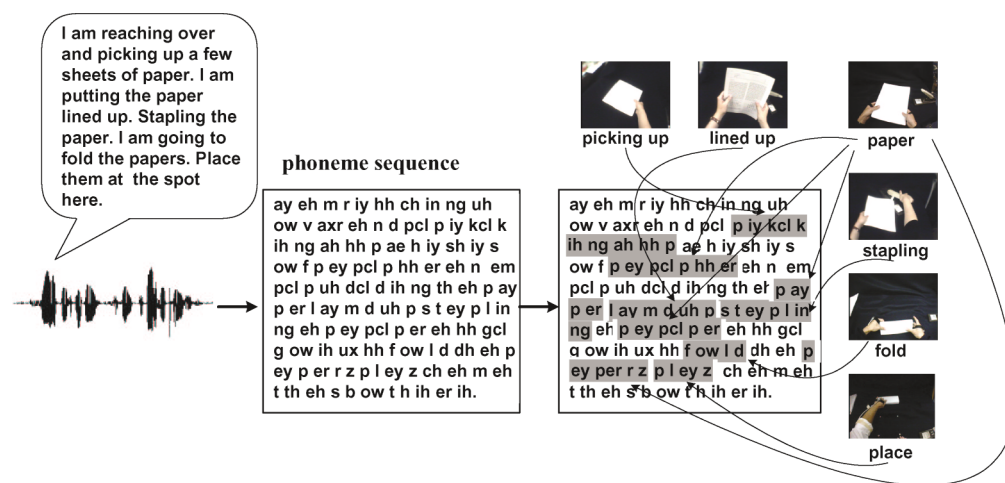 I am reaching over
and picking up a few
sheets of paper. I am
putting the paper
lined up. Stapling the
paper. I am going to
fold the papers. Place
them at the spot
here.
phoneme sequence
ay eh m r iy hh ch in ng uh
ow v axr eh n d pcl p iy kcl k
ih ng ah hh p ae h iy sh iy s
ow f p ey pcl p hh er eh n em
pcl p uh dcl d ih ng th eh p ay
p er l ay m d uh p s t ey p l in
ng eh p ey pcl p er eh hh gcl
g ow ih ux hh f ow l d dh eh p
ey p er r z p l ey z ch eh m eh
t th eh s b ow t h ih er ih.
ay eh m r iy hh ch in ng uh
ow v axr eh n d pcl p iy kcl k
ih ng ah hh p ae h iy sh iy s
ow f p ey pcl p hh er eh n em
pcl p uh dcl d ih ng th eh p ay
p er l ay m d uh p s t ey p l in
ng eh p ey pcl p er eh hh gcl
g ow ih ux hh f ow l d dh eh p
ey per r z p l ey z ch eh m eh
t th eh s b ow t h ih er ih.
picking up
lined up
paper
stapling
fold
place